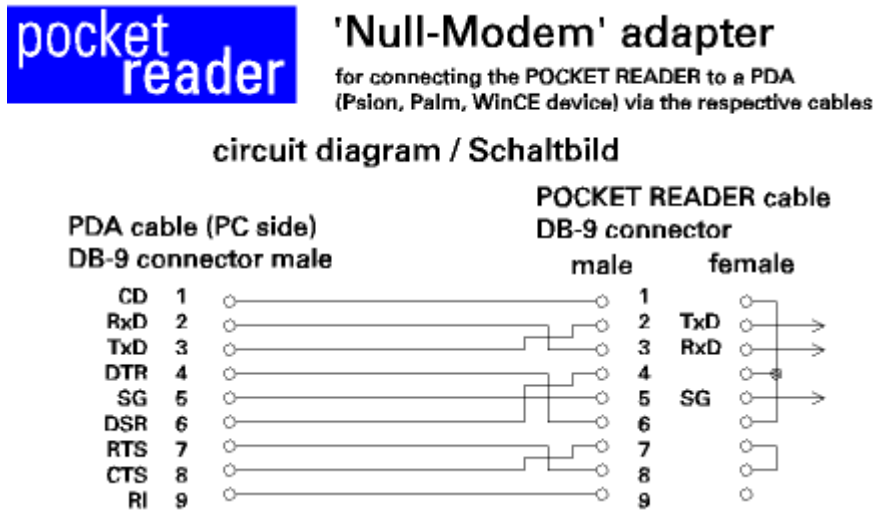 pocket
reader
'Null-Modem' adapter
for connecting the POCKET READER to a PDA
(Psion, Palm, WinCE device) via the respective cables
circuit diagram / Schaltbild
PDA cable (PC side)
DB-9 connector male
POCKET READER cable
DB-9 connector
male female
CD 1 1
RxD 2 2 TxD
TxD 3 3 RxD
DTR 4 4
SG 5 5 SG
DSR 6 6
RTS 7 7
CTS 8 8
RI 9 9